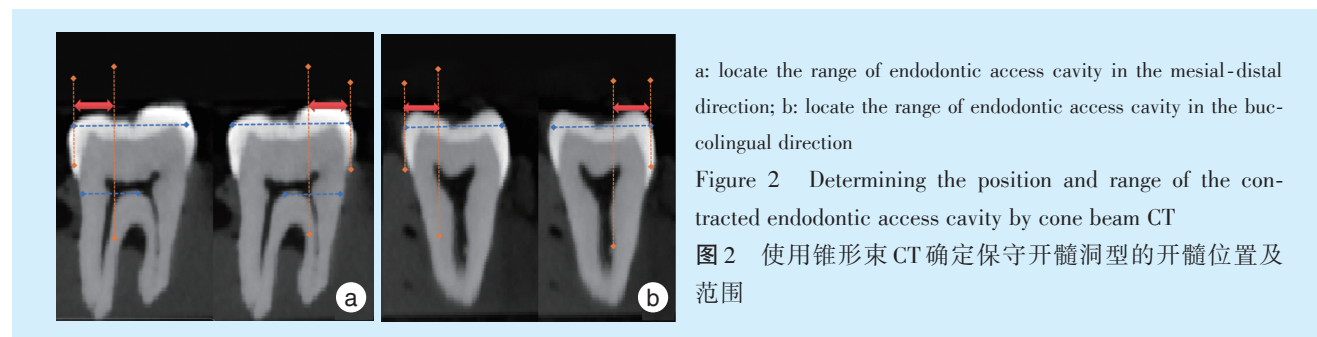 a
b
a: locate the range of endodontic access cavity in the mesial-distal
direction; b: locate the range of endodontic access cavity in the buc-
colingual direction
Figure 2 Determining the position and range of the con-
tracted endodontic access cavity by cone beam CT
图2 使用锥形束CT确定保守开髓洞型的开髓位置及
范围